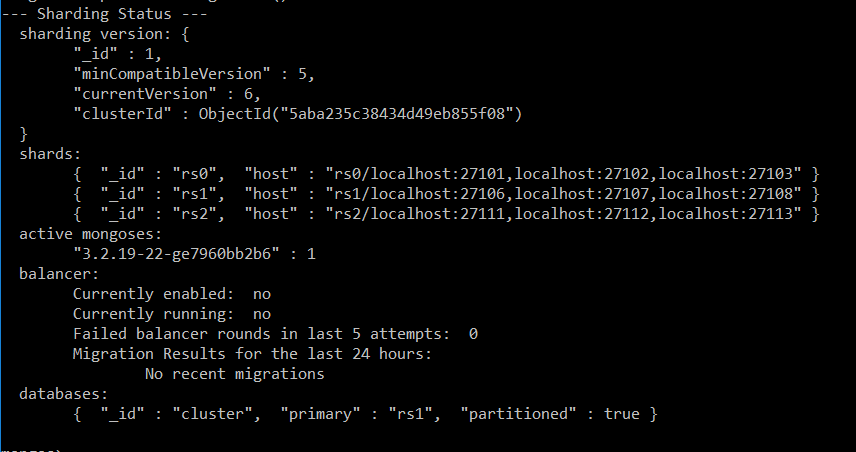 --- Sharding Status ---
sharding version: {
"_id" : 1,
"minCompatibleVersion" : 5,
"currentVersion" : 6,
"clusterId" : ObjectId("5aba235c38434d49eb855f08")
}
shards:
{ "_id" : "rs0", "host" : "rs0/localhost:27101,localhost:27102,localhost:27103" }
{ "_id" : "rs1", "host" : "rs1/localhost:27106,localhost:27107,localhost:27108" }
{ "_id" : "rs2", "host" : "rs2/localhost:27111,localhost:27112,localhost:27113" }
active mongoses:
"3.2.19-22-ge7960bb2b6" : 1
balancer:
Currently enabled: no
Currently running: no
Failed balancer rounds in last 5 attempts: 0
Migration Results for the last 24 hours:
No recent migrations
databases:
{ "_id" : "cluster", "primary" : "rs1", "partitioned" : true }